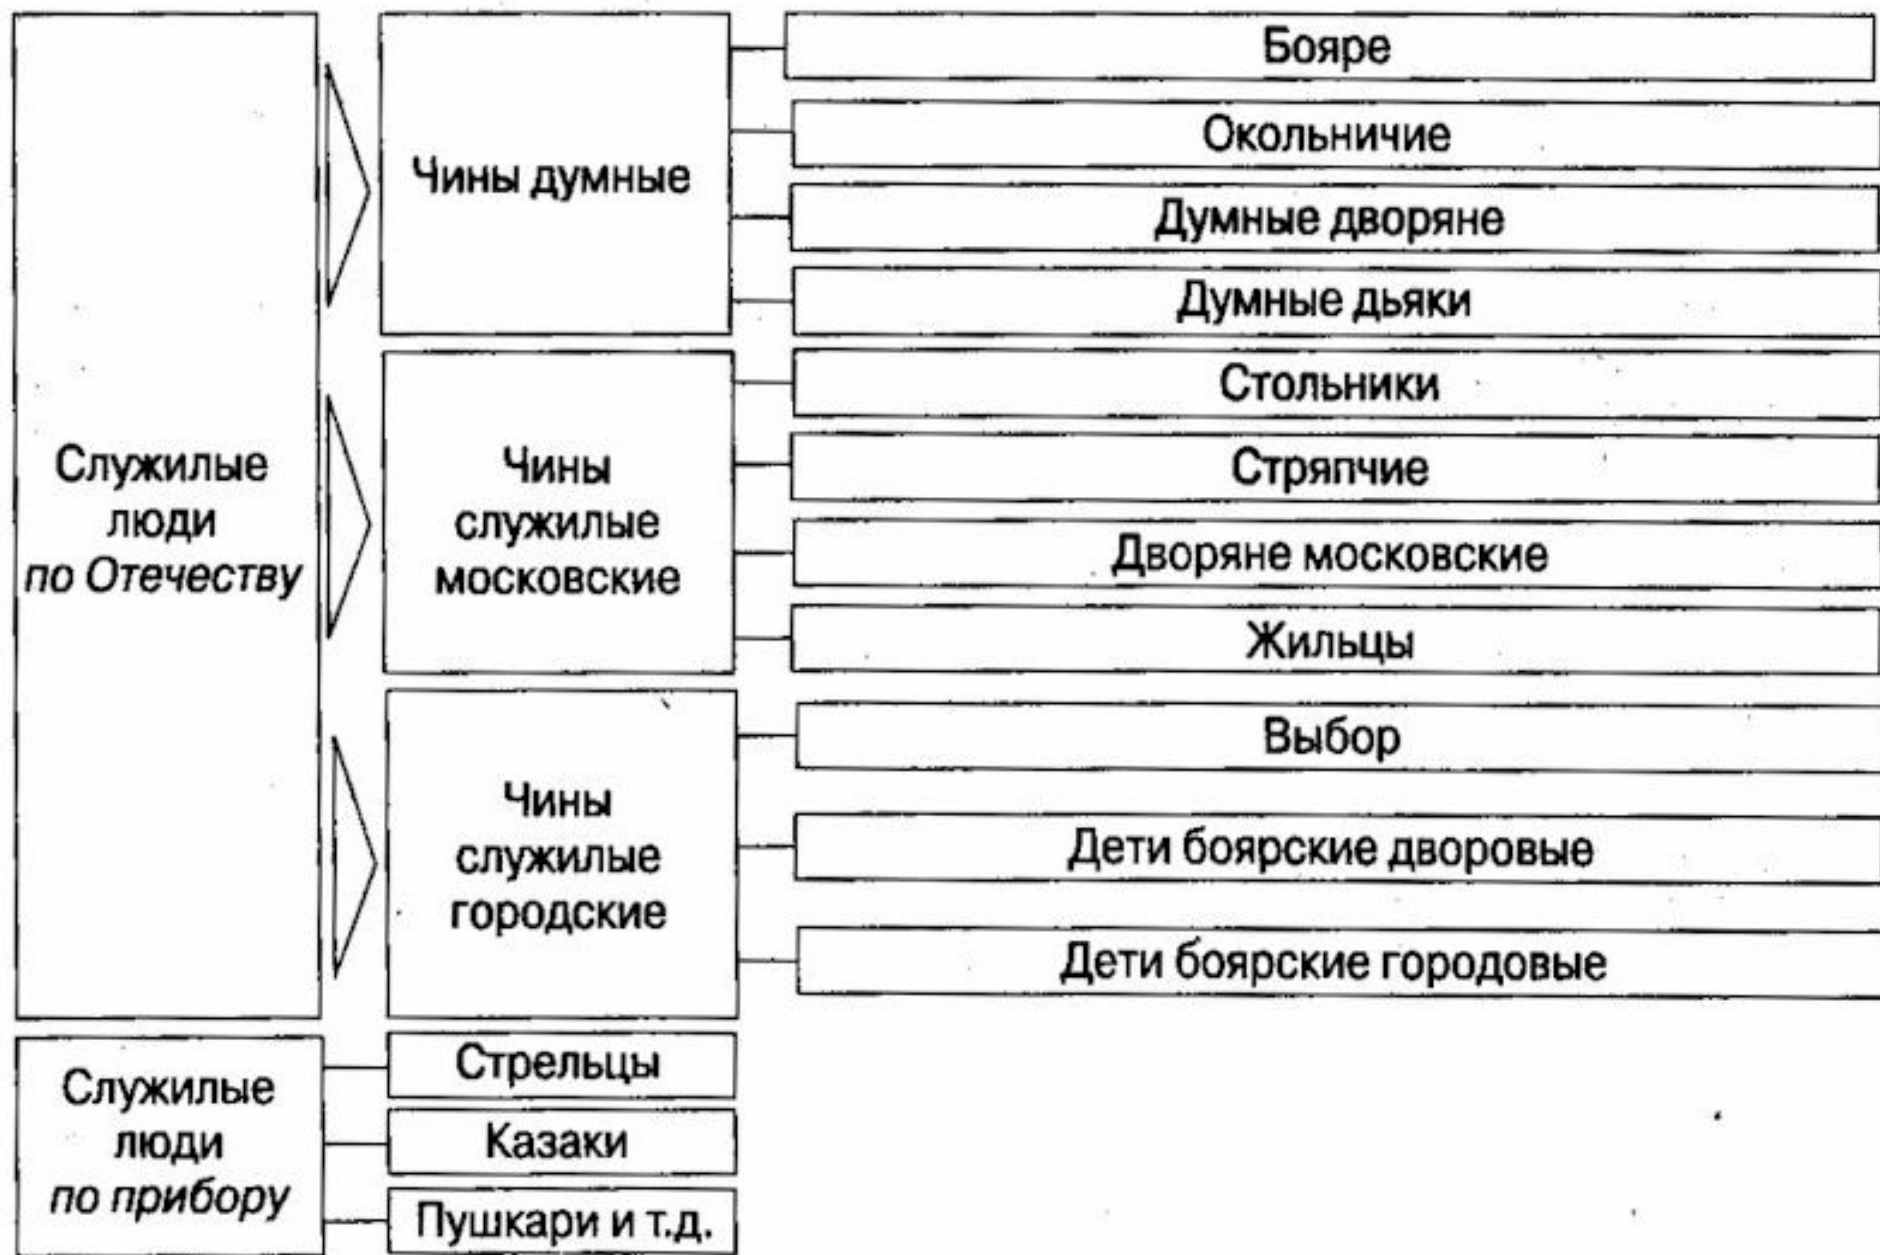 Служилые
люди
по Отечеству
Чины думные
Бояре
Окольничие
Думные дворяне
Думные дьяки
Чины
служилые
московские
Стольники
Стряпчие
Дворяне московские
Жильцы
Чины
служилые
городские
Выбор
Дети боярские дворовые
Дети боярские городовые
Служилые
люди
по прибору
Стрельцы
Казаки
Пушкари и т.д.